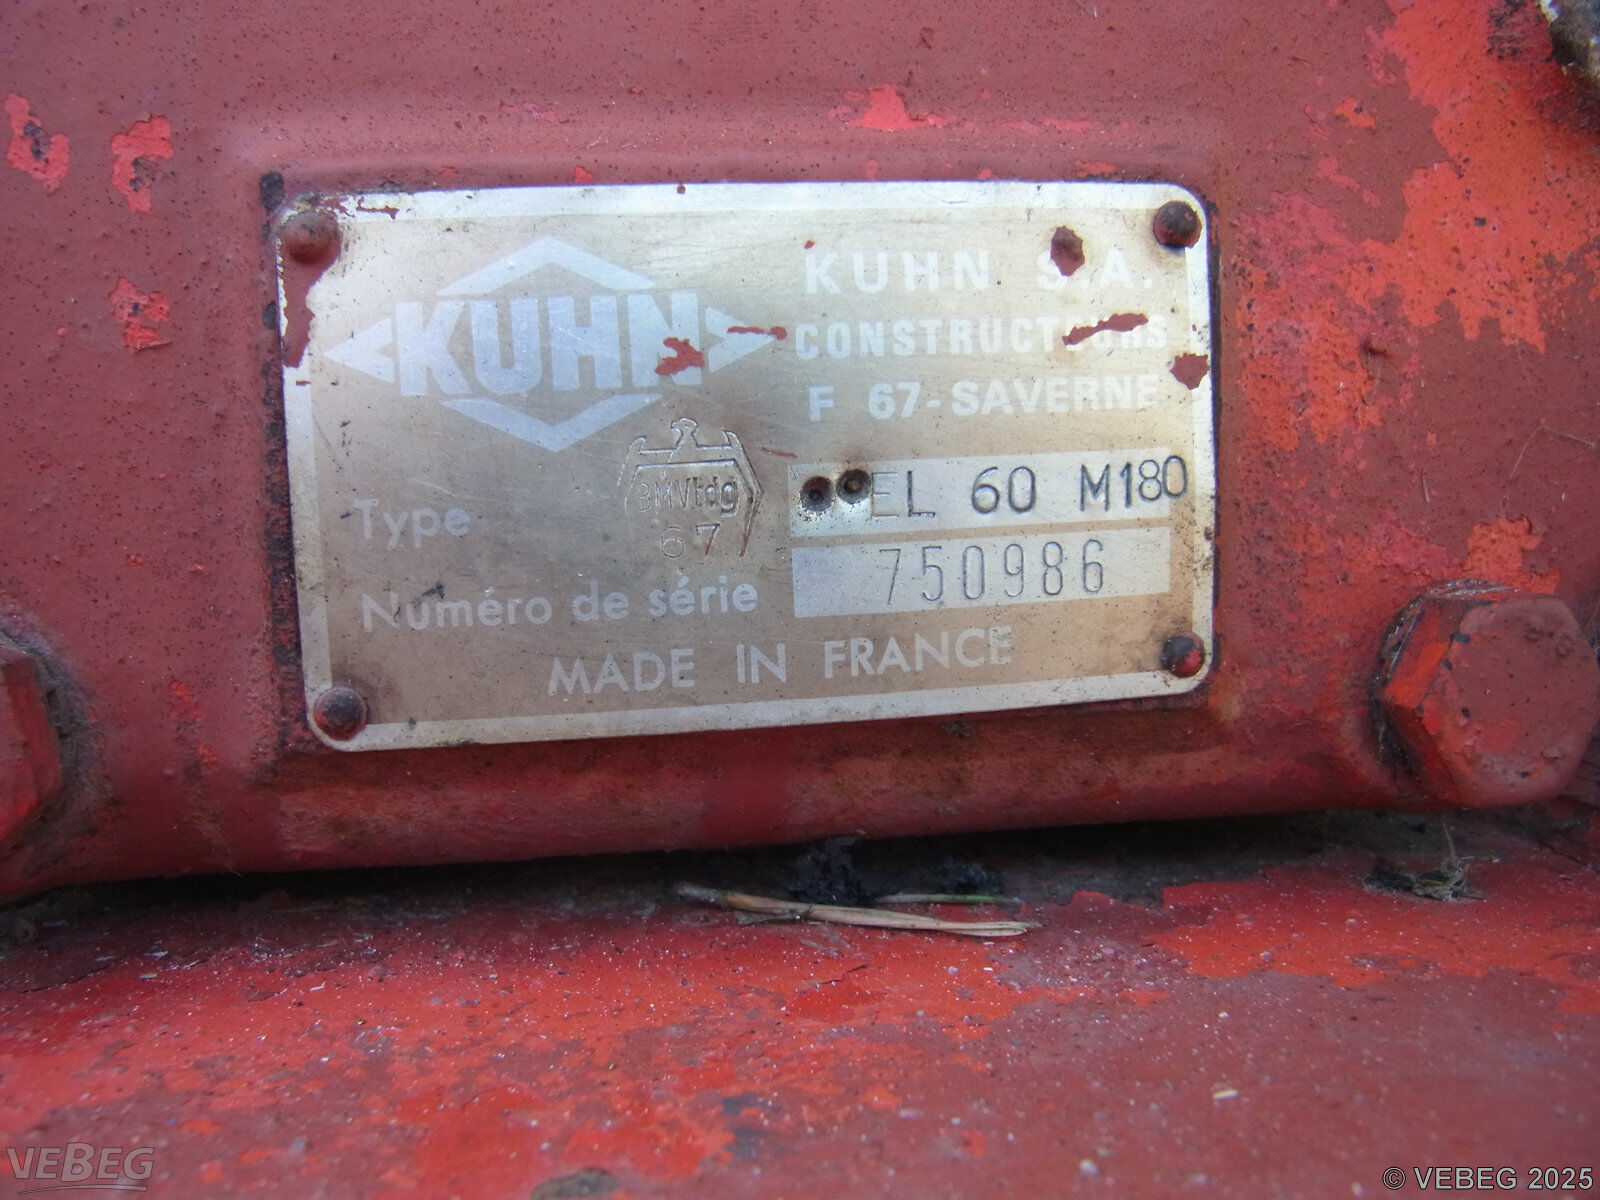 KUHN
KUHN S.A.
CONSTRUCTEURS
F 67-SAVERNE
BMVtdg
67
Type EL 60 M180
Numéro de série 750986
MADE IN FRANCE
VEBEG
© VEBEG 2025